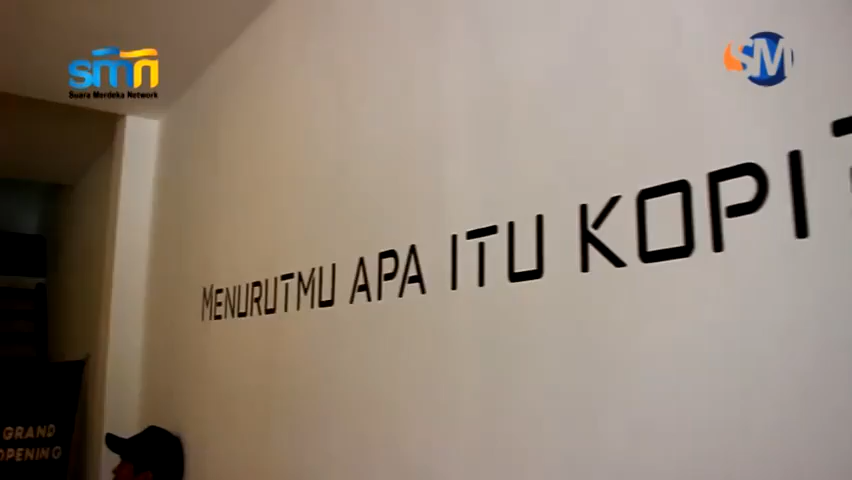 smn
Suara Merdeka Network
SM
MENURUTMU APA ITU KOPI?
GRAND
OPENING